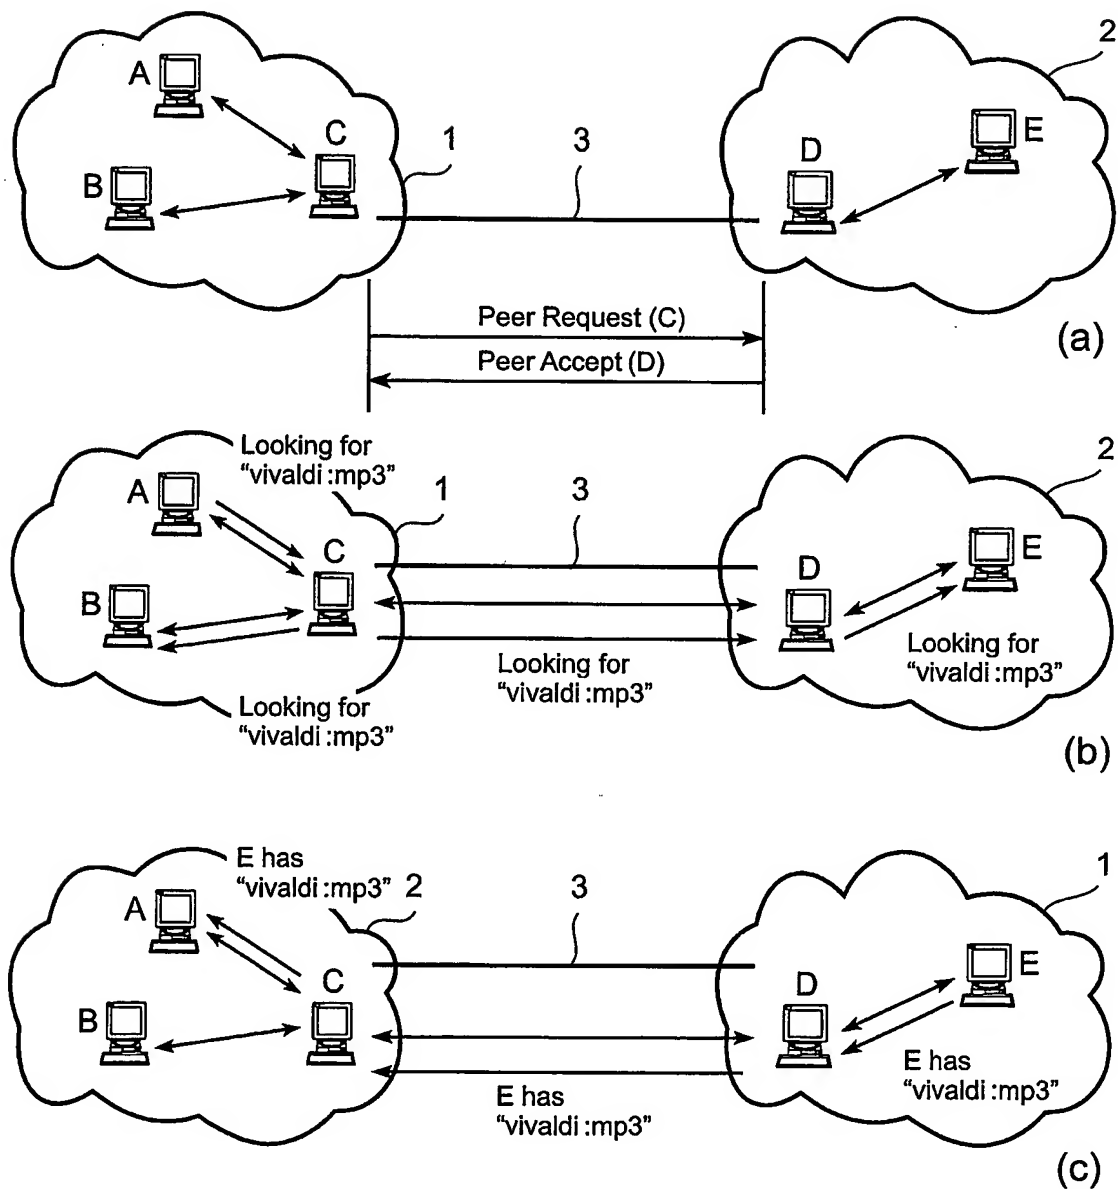 A
B
C
1
3
D
E
2
Peer Request (C)
Peer Accept (D)
(a)
Looking for
“vivaldi :mp3”
A
B
C
1
3
D
E
2
Looking for
“vivaldi :mp3”
Looking for
“vivaldi :mp3”
Looking for
“vivaldi :mp3”
(b)
E has
“vivaldi :mp3”
A
B
C
2
3
D
E
1
E has
“vivaldi :mp3”
E has
“vivaldi :mp3”
(c)